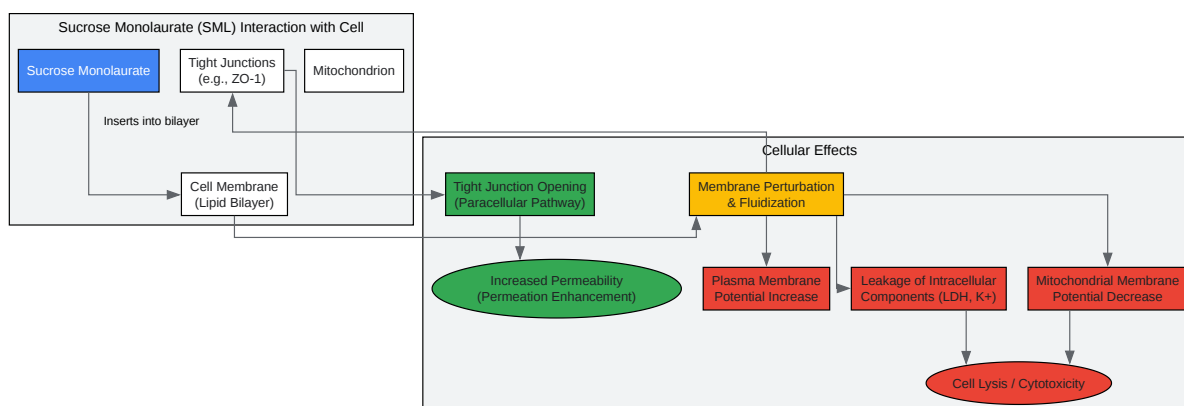 Sucrose Monolaurate (SML) Interaction with Cell
Sucrose Monolaurate
Tight Junctions
(e.g., ZO-1)
Mitochondrion
Inserts into bilayer
Cell Membrane
(Lipid Bilayer)
Cellular Effects
Tight Junction Opening
(Paracellular Pathway)
Membrane Perturbation
& Fluidization
Increased Permeability
(Permeation Enhancement)
Plasma Membrane
Potential Increase
Leakage of Intracellular
Components (LDH, K+)
Mitochondrial Membrane
Potential Decrease
Cell Lysis / Cytotoxicity